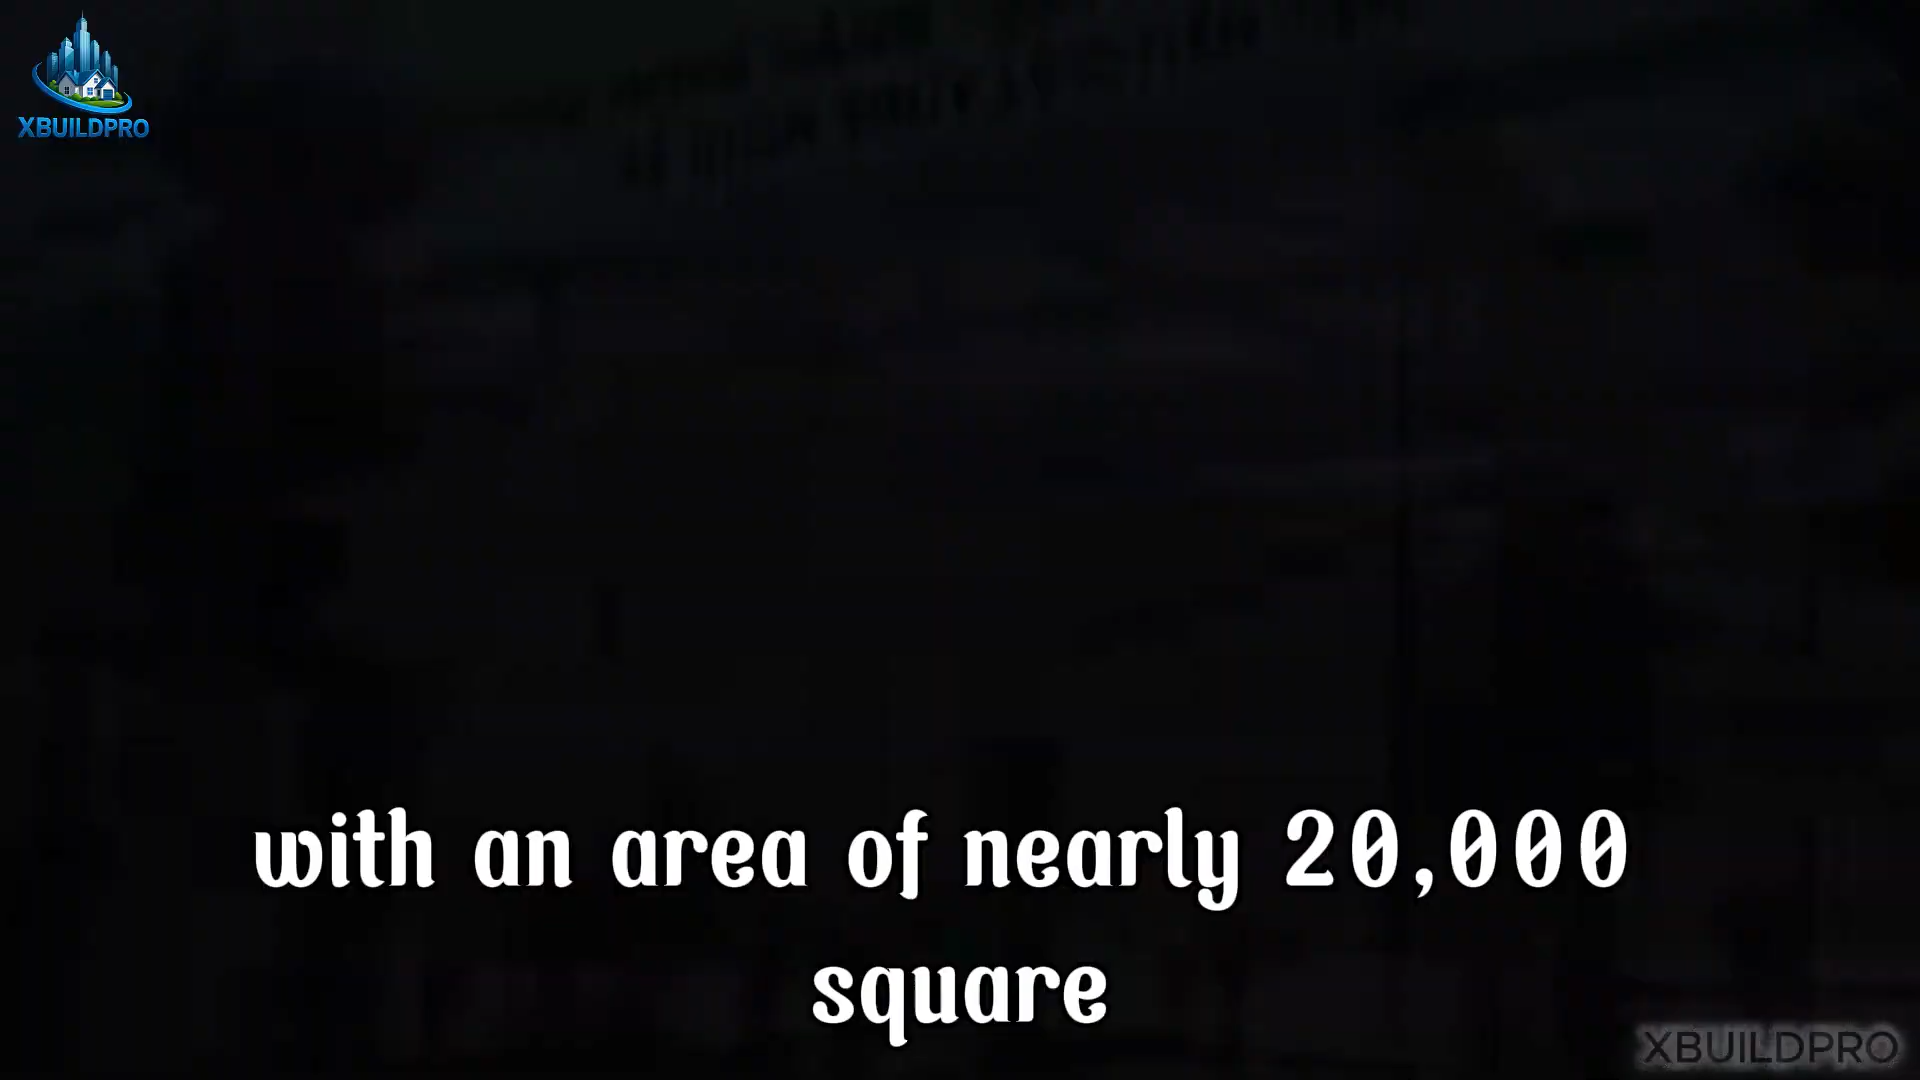 XBUILDPRO
with an area of nearly 20,000
square
XBUILDPRO